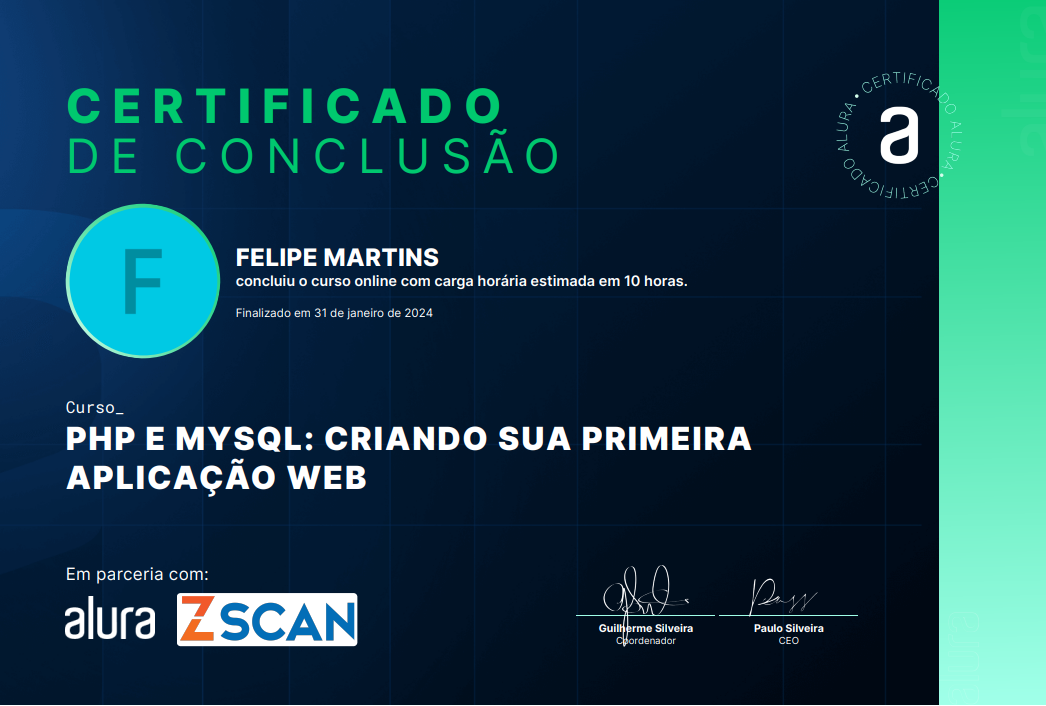 CERTIFICADO
DE CONCLUSÃO
CERTIFICADO ALURA • CERTIFICADO ALURA •
a
F
FELIPE MARTINS
concluiu o curso online com carga horária estimada em 10 horas.
Finalizado em 31 de janeiro de 2024
Curso_
PHP E MYSQL: CRIANDO SUA PRIMEIRA
APLICAÇÃO WEB
Em parceria com:
alura
ZSCAN
Guilherme Silveira
Coordenador
Paulo Silveira
CEO